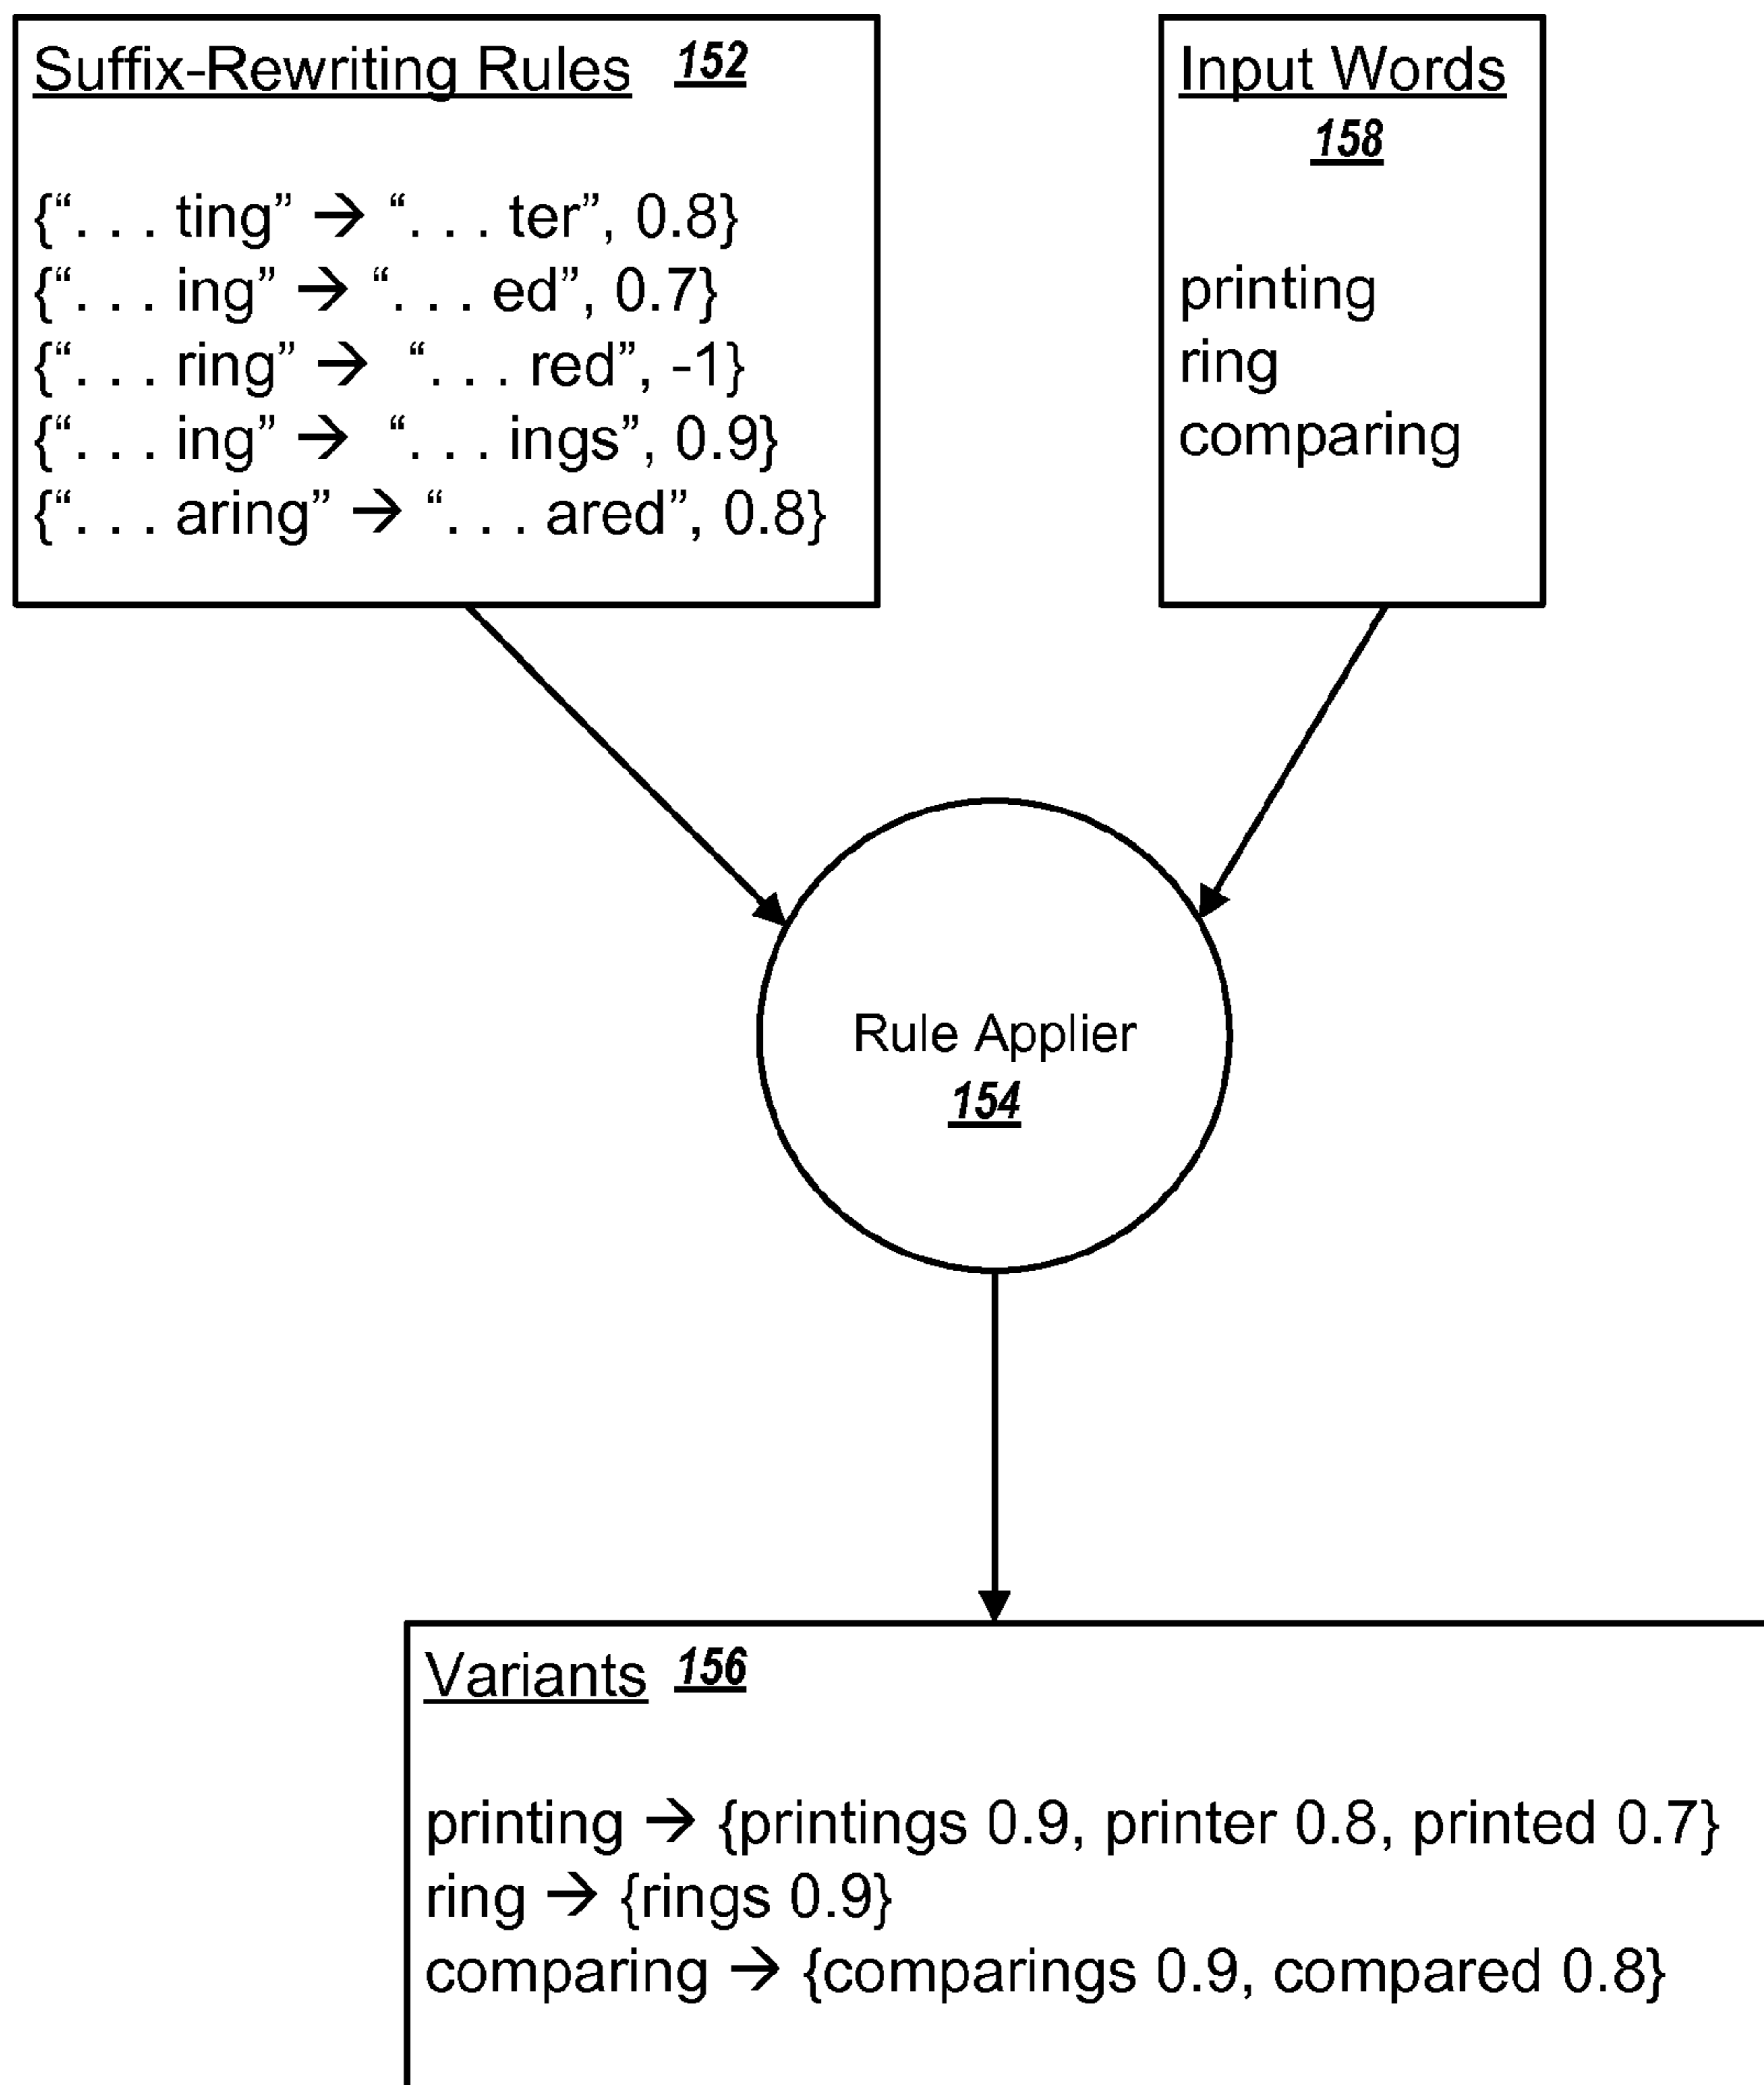 Suffix-Rewriting Rules 152
{“. . . ting” → “. . . ter”, 0.8}
{“. . . ing” → “. . . ed”, 0.7}
{“. . . ring” → “. . . red”, -1}
{“. . . ing” → “. . . ings”, 0.9}
{“. . . aring” → “. . . ared”, 0.8}
Input Words
158
printing
ring
comparing
Rule Applier
154
Variants 156
printing → {printings 0.9, printer 0.8, printed 0.7}
ring → {rings 0.9}
comparing → {comparings 0.9, compared 0.8}